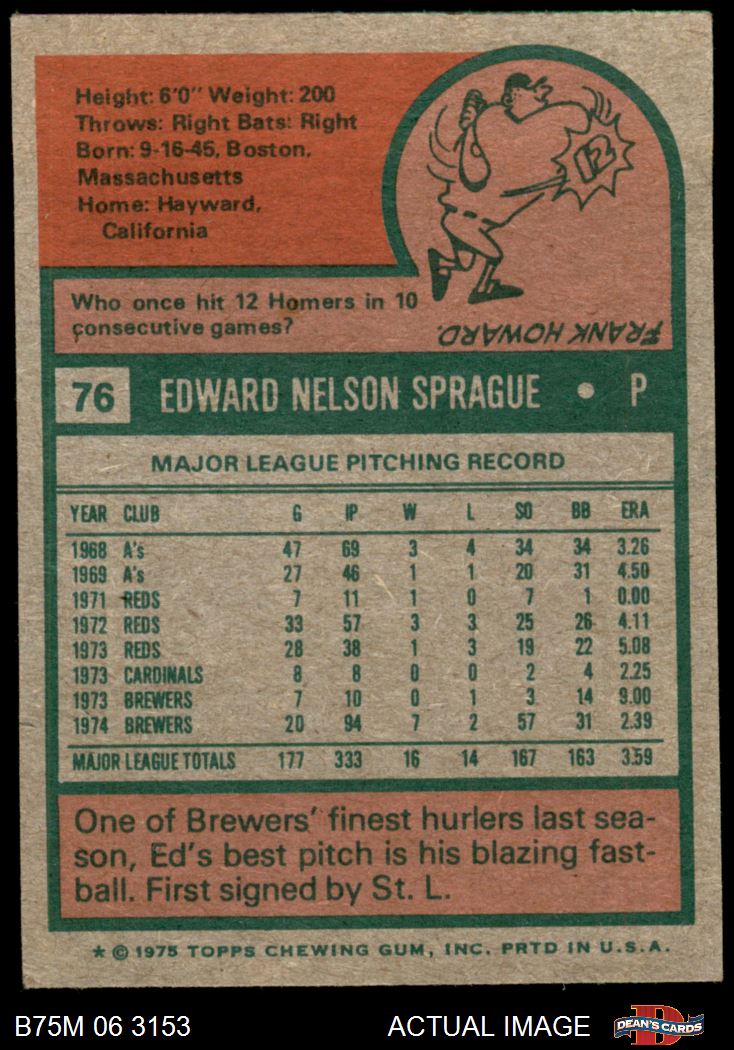 Height: 6'0" Weight: 200
Throws: Right Bats: Right
Born: 9-16-45, Boston,
Massachusetts
Home: Hayward,
California
12
Who once hit 12 Homers in 10
consecutive games?
FRANK HOWARD.
76 EDWARD NELSON SPRAGUE • P
MAJOR LEAGUE PITCHING RECORD
YEAR CLUB G IP W L SO BB ERA
1968 A's 47 69 3 4 34 34 3.26
1969 A's 27 46 1 1 20 31 4.50
1971 REDS 7 11 1 0 7 1 0.00
1972 REDS 33 57 3 3 25 26 4.11
1973 REDS 28 38 1 3 19 22 5.08
1973 CARDINALS 8 8 0 0 2 4 2.25
1973 BREWERS 7 10 0 1 3 14 9.00
1974 BREWERS 20 94 7 2 57 31 2.39
MAJOR LEAGUE TOTALS 177 333 16 14 167 163 3.59
One of Brewers' finest hurlers last sea-
son, Ed's best pitch is his blazing fast-
ball. First signed by St. L.
* © 1975 TOPPS CHEWING GUM, INC. PRTD IN U.S.A.
B75M 06 3153 ACTUAL IMAGE DEAN'S CARDS